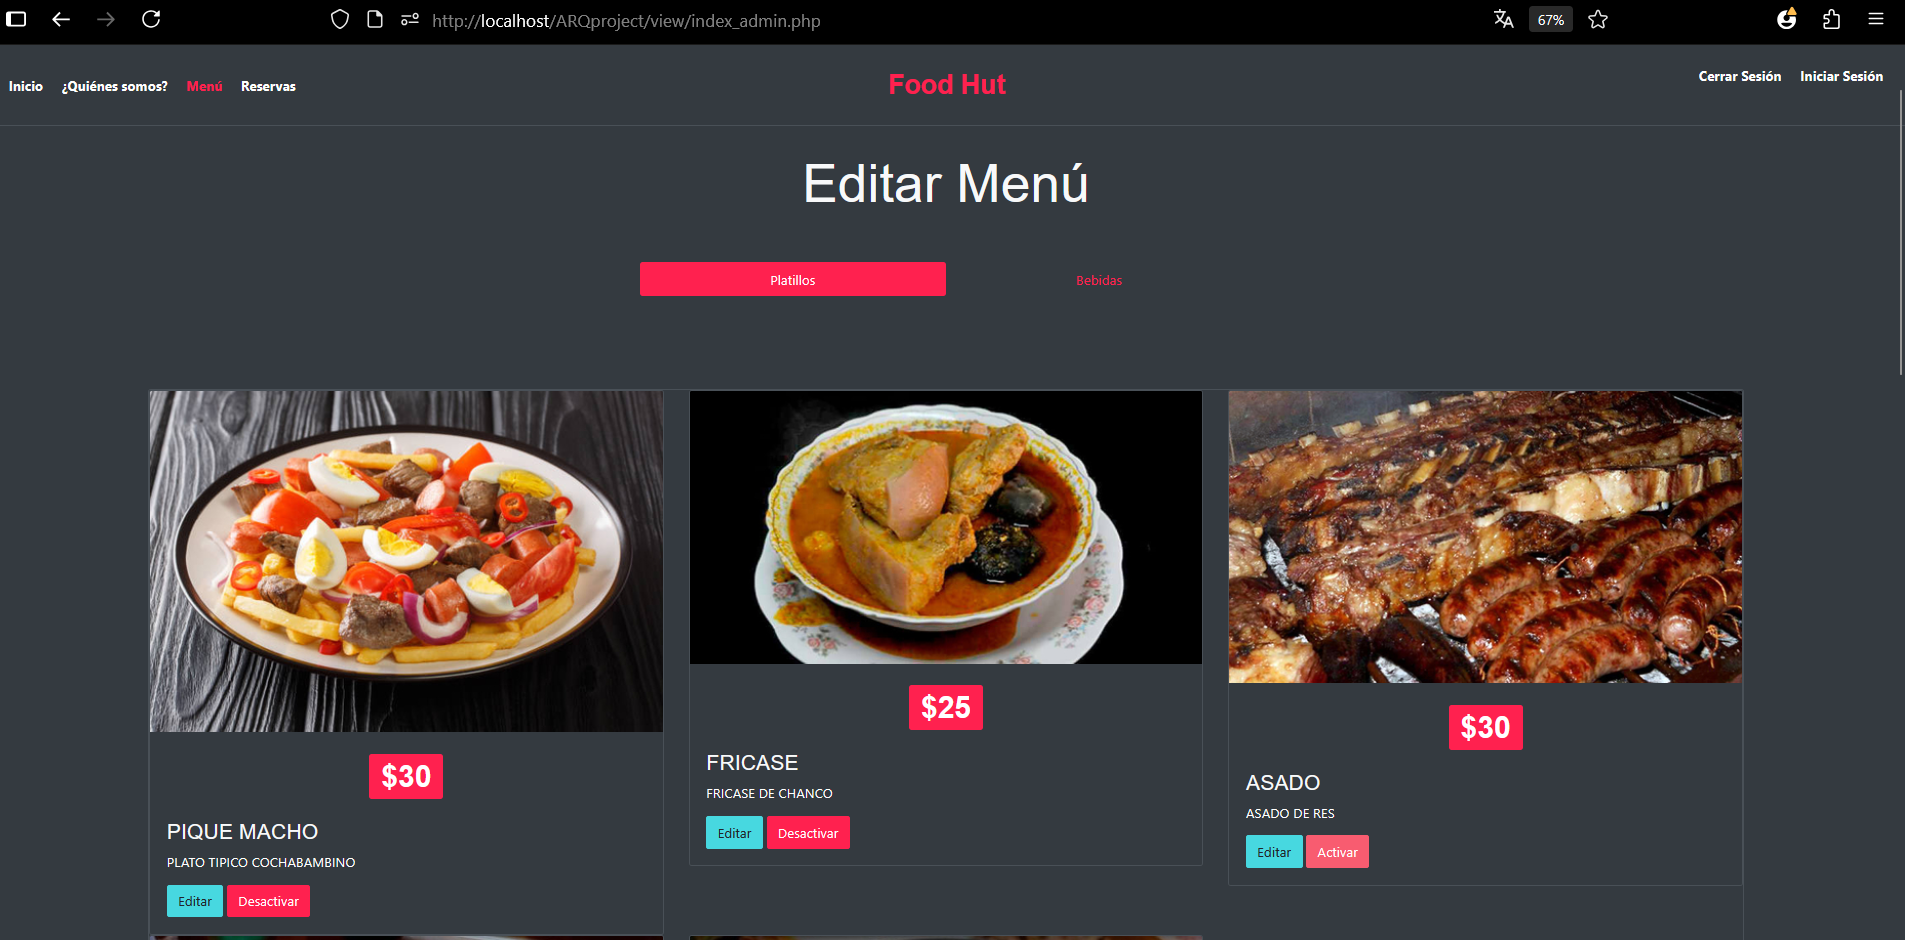 http://localhost/ARQproject/view/index_admin.php
67%
Inicio
¿Quiénes somos?
Menú
Reservas
Food Hut
Cerrar Sesión
Iniciar Sesión
Editar Menú
Platillos
Bebidas
$30
PIQUE MACHO
PLATO TIPICO COCHABAMBINO
Editar
Desactivar
$25
FRICASE
FRICASE DE CHANCO
Editar
Desactivar
$30
ASADO
ASADO DE RES
Editar
Activar